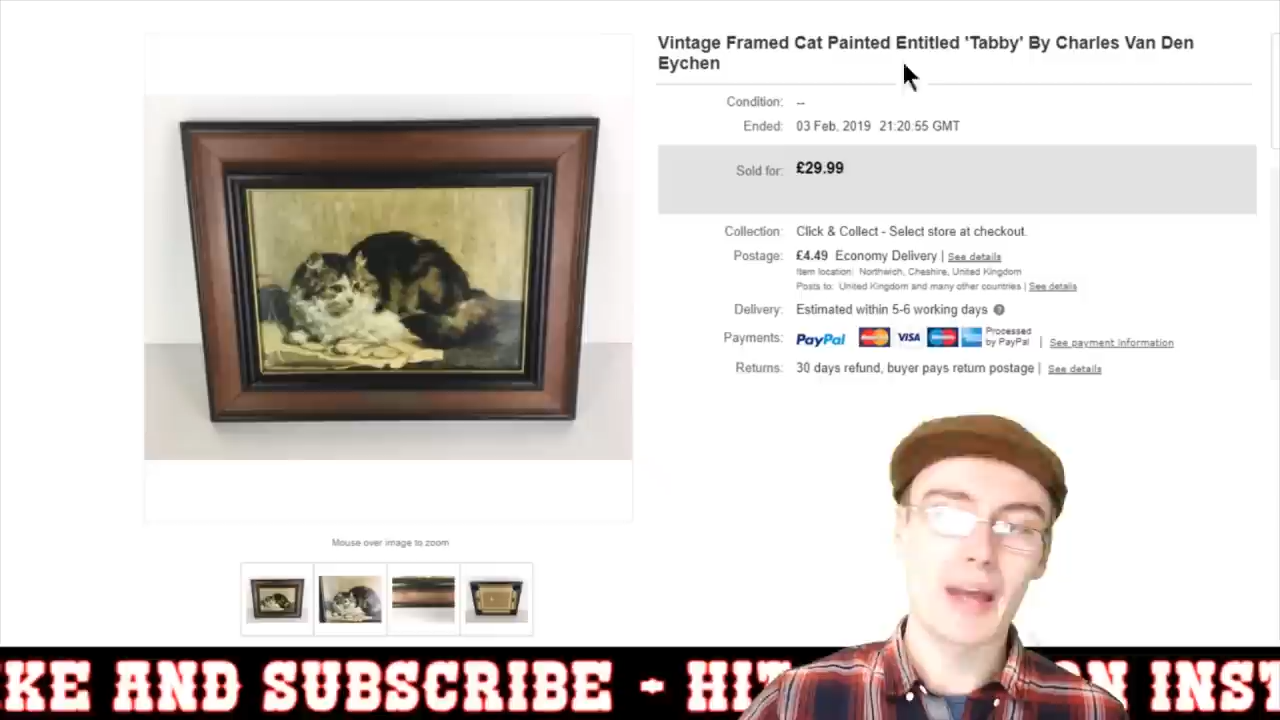 Vintage Framed Cat Painted Entitled 'Tabby' By Charles Van Den
Eychen
Condition: --
Ended: 03 Feb, 2019 21:20:55 GMT
Sold for: £29.99
Collection: Click & Collect - Select store at checkout.
Postage: £4.49 Economy Delivery | See details
Item location: Northwich, Cheshire, United Kingdom
Posts to: United Kingdom and many other countries | See details
Delivery: Estimated within 5-6 working days
Payments: PayPal VISA Processed by PayPal | See payment information
Returns: 30 days refund, buyer pays return postage | See details
Mouse over image to zoom
KE AND SUBSCRIBE - HI N INST